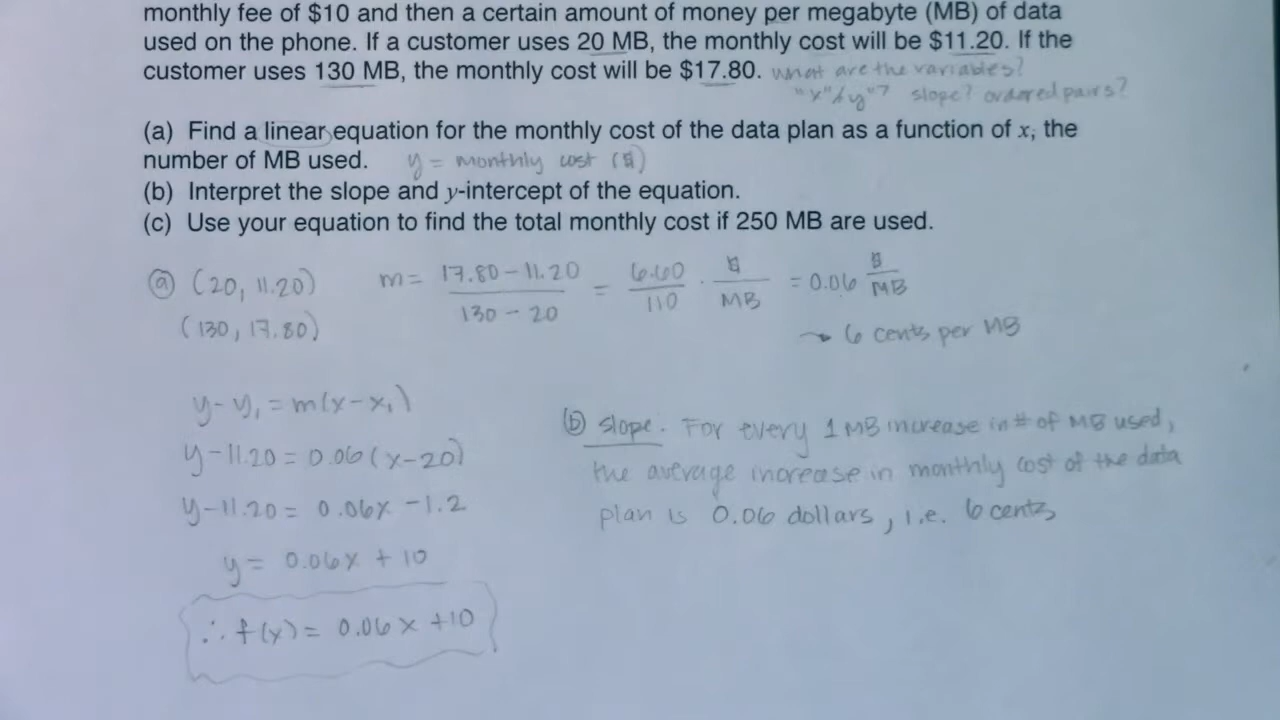 monthly fee of $10 and then a certain amount of money per megabyte (MB) of data
used on the phone. If a customer uses 20 MB, the monthly cost will be $11.20. If the
customer uses 130 MB, the monthly cost will be $17.80. what are the variables?
"x" & "y"? slope? ordered pairs?
(a) Find a linear equation for the monthly cost of the data plan as a function of x, the
number of MB used. y = monthly cost ($)
(b) Interpret the slope and y-intercept of the equation.
(c) Use your equation to find the total monthly cost if 250 MB are used.
ⓐ (20, 11.20) m = (17.80 - 11.20)/(130 - 20) = 6.60/110 · $/MB = 0.06 $/MB
(130, 17.80)
→ 6 cents per MB
y - y₁ = m(x - x₁)
y - 11.20 = 0.06(x - 20)
y - 11.20 = 0.06x - 1.2
y = 0.06x + 10
∴ f(x) = 0.06x + 10
ⓑ slope: For every 1 MB increase in # of MB used,
the average increase in monthly cost of the data
plan is 0.06 dollars, i.e. 6 cents